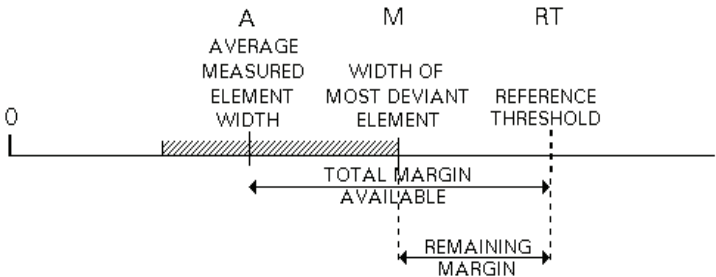 A
M
RT
AVERAGE
MEASURED
ELEMENT
WIDTH
WIDTH OF
MOST DEVIANT
ELEMENT
REFERENCE
THRESHOLD
0
TOTAL MARGIN
AVAILABLE
REMAINING
MARGIN